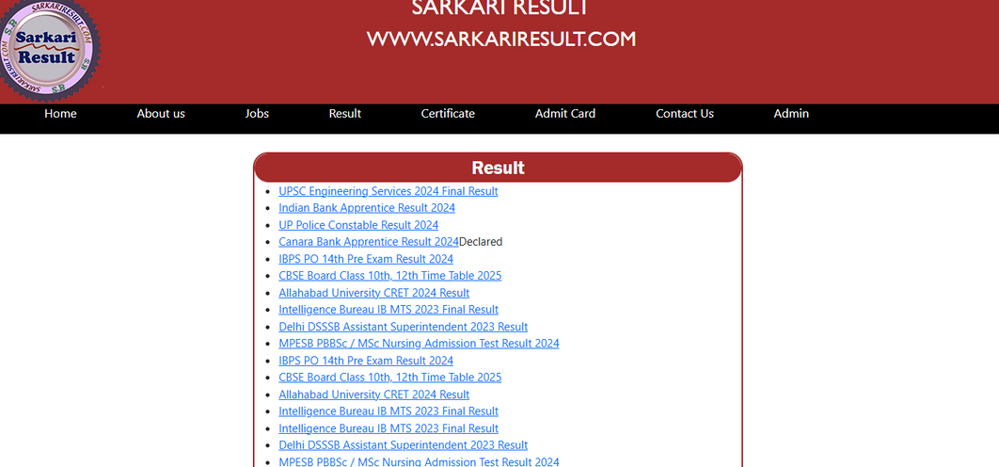 SARKARI RESULT
WWW.SARKARIRESULT.COM
SARKARIRESULT.COM
S.B
Sarkari
Result
SARKARIRESULT.COM
S.B
Home About us Jobs Result Certificate Admit Card Contact Us Admin
Result
UPSC Engineering Services 2024 Final Result
Indian Bank Apprentice Result 2024
UP Police Constable Result 2024
Canara Bank Apprentice Result 2024Declared
IBPS PO 14th Pre Exam Result 2024
CBSE Board Class 10th, 12th Time Table 2025
Allahabad University CRET 2024 Result
Intelligence Bureau IB MTS 2023 Final Result
Delhi DSSSB Assistant Superintendent 2023 Result
MPESB PBBSc / MSc Nursing Admission Test Result 2024
IBPS PO 14th Pre Exam Result 2024
CBSE Board Class 10th, 12th Time Table 2025
Allahabad University CRET 2024 Result
Intelligence Bureau IB MTS 2023 Final Result
Intelligence Bureau IB MTS 2023 Final Result
Delhi DSSSB Assistant Superintendent 2023 Result
MPESB PBBSc / MSc Nursing Admission Test Result 2024